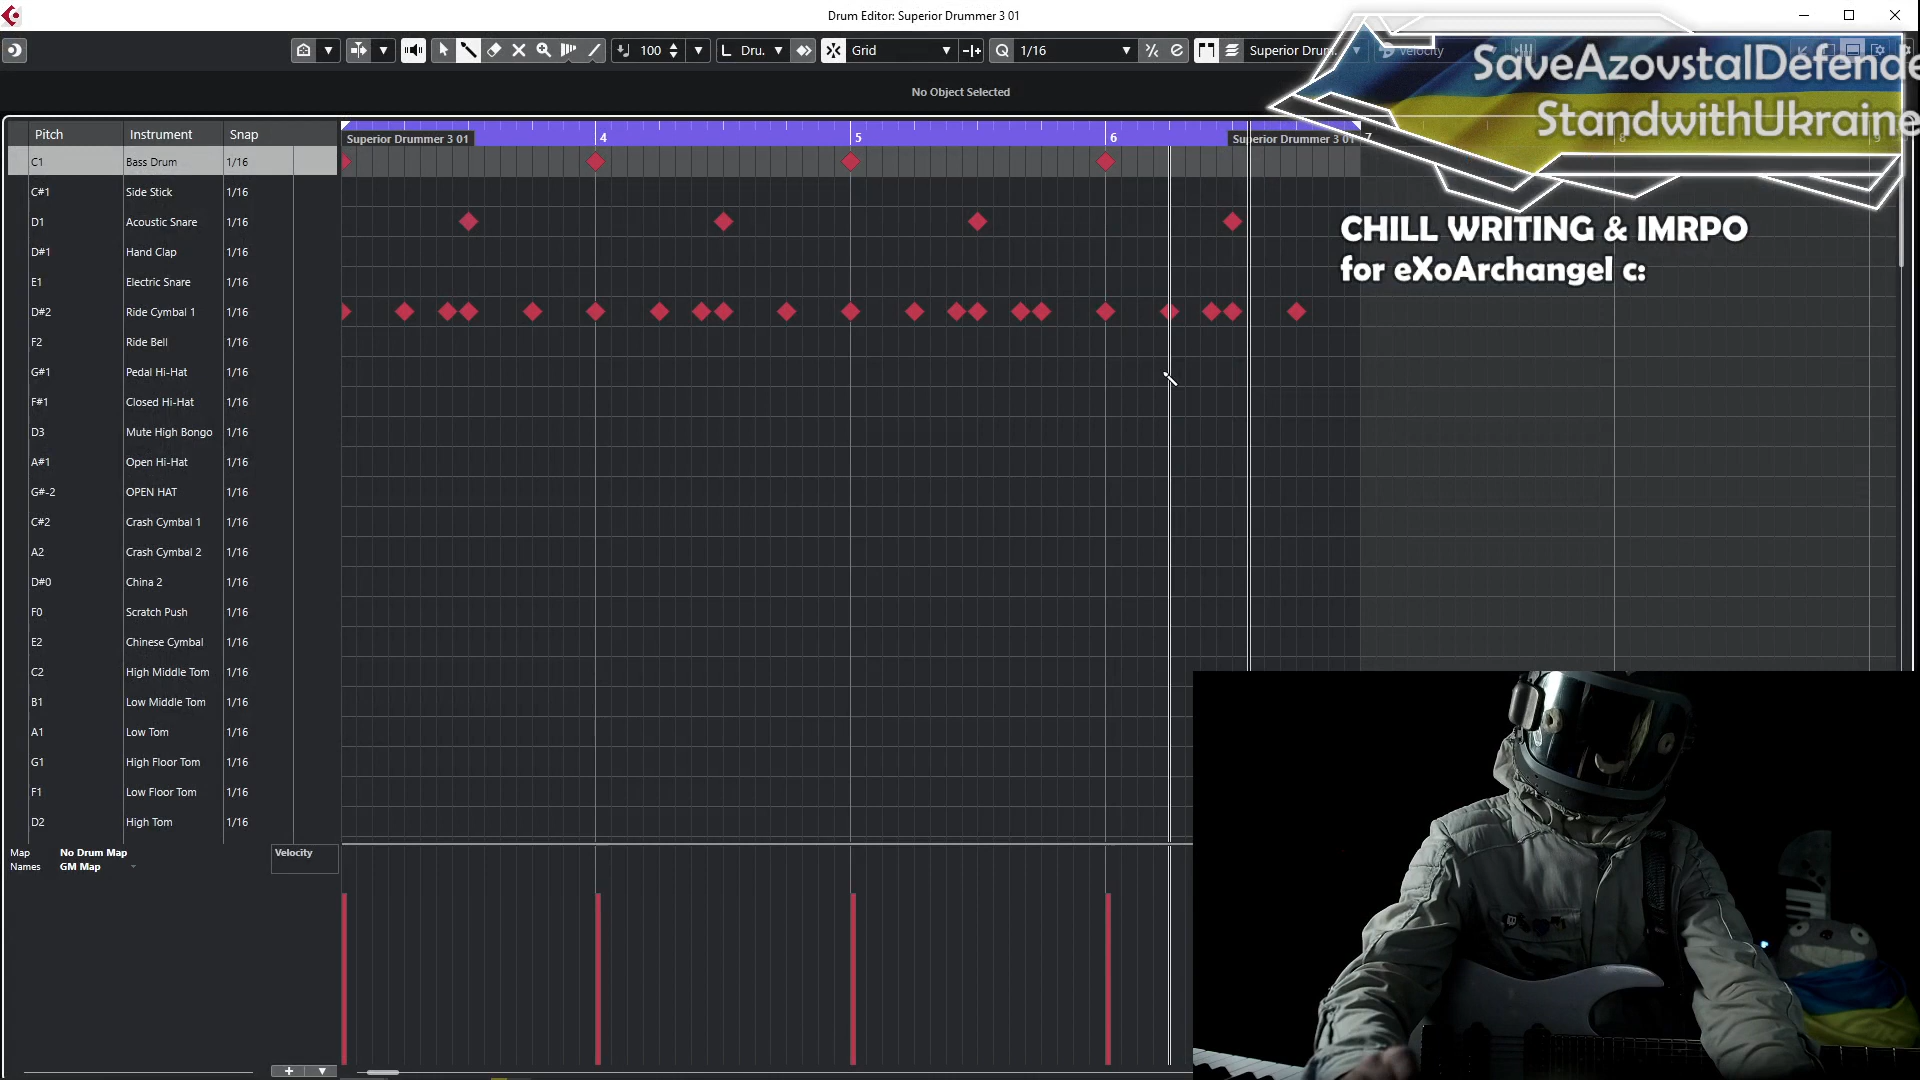 Drum Editor: Superior Drummer 3 01
100
Dru.
Grid
1/16
Superior Drum.
Velocity
No Object Selected
SaveAzovstalDefende
StandwithUkraine
CHILL WRITING & IMRPO
for eXoArchangel c:
Pitch Instrument Snap
Superior Drummer 3 01
4
5
6
Superior Drummer 3 01
7
8
9
C1 Bass Drum 1/16
C#1 Side Stick 1/16
D1 Acoustic Snare 1/16
D#1 Hand Clap 1/16
E1 Electric Snare 1/16
D#2 Ride Cymbal 1 1/16
F2 Ride Bell 1/16
G#1 Pedal Hi-Hat 1/16
F#1 Closed Hi-Hat 1/16
D3 Mute High Bongo 1/16
A#1 Open Hi-Hat 1/16
G#-2 OPEN HAT 1/16
C#2 Crash Cymbal 1 1/16
A2 Crash Cymbal 2 1/16
D#0 China 2 1/16
F0 Scratch Push 1/16
E2 Chinese Cymbal 1/16
C2 High Middle Tom 1/16
B1 Low Middle Tom 1/16
A1 Low Tom 1/16
G1 High Floor Tom 1/16
F1 Low Floor Tom 1/16
D2 High Tom 1/16
Map No Drum Map
Names GM Map
Velocity